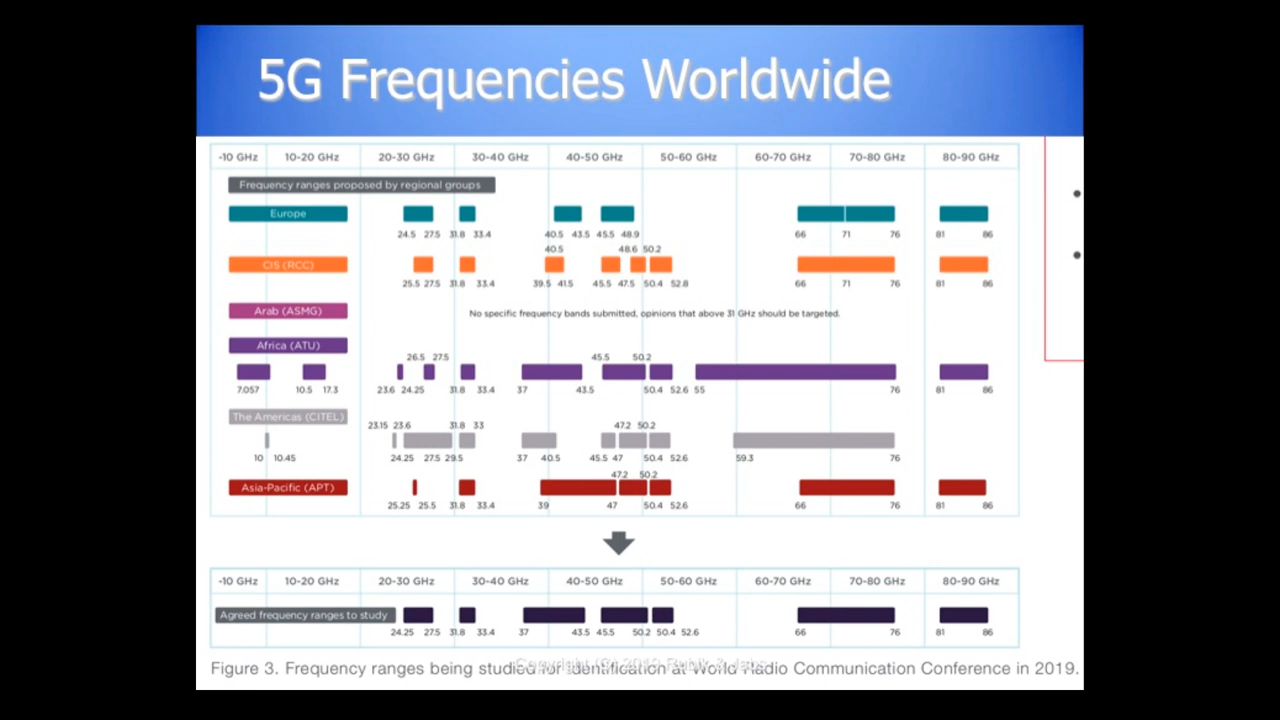 5G Frequencies Worldwide
-10 GHz 10-20 GHz 20-30 GHz 30-40 GHz 40-50 GHz 50-60 GHz 60-70 GHz 70-80 GHz 80-90 GHz
Frequency ranges proposed by regional groups
Europe
24.5 27.5 31.8 33.4 40.5 43.5 45.5 48.9 66 71 76 81 86
40.5 48.6 50.2
CIS (RCC)
25.5 27.5 31.8 33.4 39.5 41.5 45.5 47.5 50.4 52.8 66 71 76 81 86
Arab (ASMG) No specific frequency bands submitted, opinions that above 31 GHz should be targeted.
Africa (ATU)
26.5 27.5 45.5 50.2
7.057 10.5 17.3 23.6 24.25 31.8 33.4 37 43.5 50.4 52.6 55 76 81 86
The Americas (CITEL)
23.15 23.6 31.8 33 47.2 50.2
10 10.45 24.25 27.5 29.5 37 40.5 45.5 47 50.4 52.6 59.3 76
47.2 50.2
Asia-Pacific (APT)
25.25 25.5 31.8 33.4 39 47 50.4 52.6 66 76 81 86
-10 GHz 10-20 GHz 20-30 GHz 30-40 GHz 40-50 GHz 50-60 GHz 60-70 GHz 70-80 GHz 80-90 GHz
Agreed frequency ranges to study
24.25 27.5 31.8 33.4 37 43.5 45.5 50.2 50.4 52.6 66 76 81 86
Figure 3. Frequency ranges being studied for identification at World Radio Communication Conference in 2019.